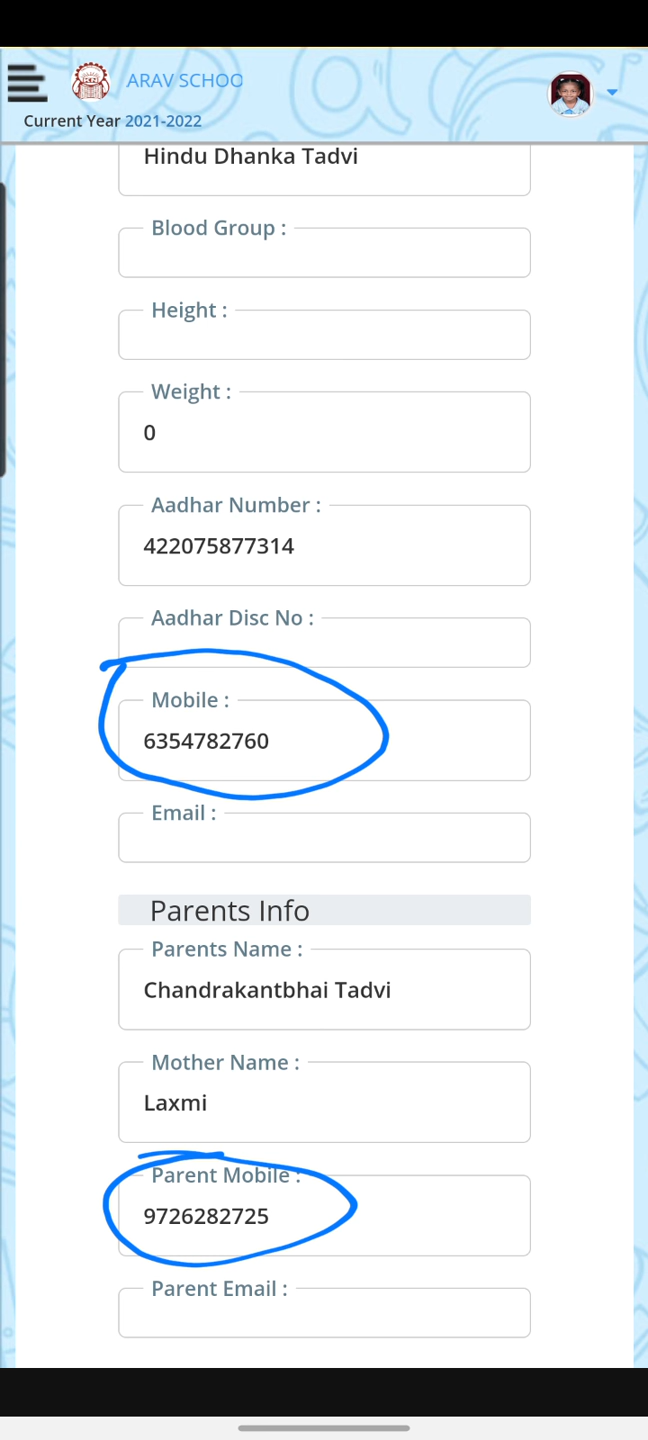 ARAV SCHOO
Current Year 2021-2022
Hindu Dhanka Tadvi
Blood Group :
Height :
Weight :
0
Aadhar Number :
422075877314
Aadhar Disc No :
Mobile :
6354782760
Email :
Parents Info
Parents Name :
Chandrakantbhai Tadvi
Mother Name :
Laxmi
Parent Mobile :
9726282725
Parent Email :